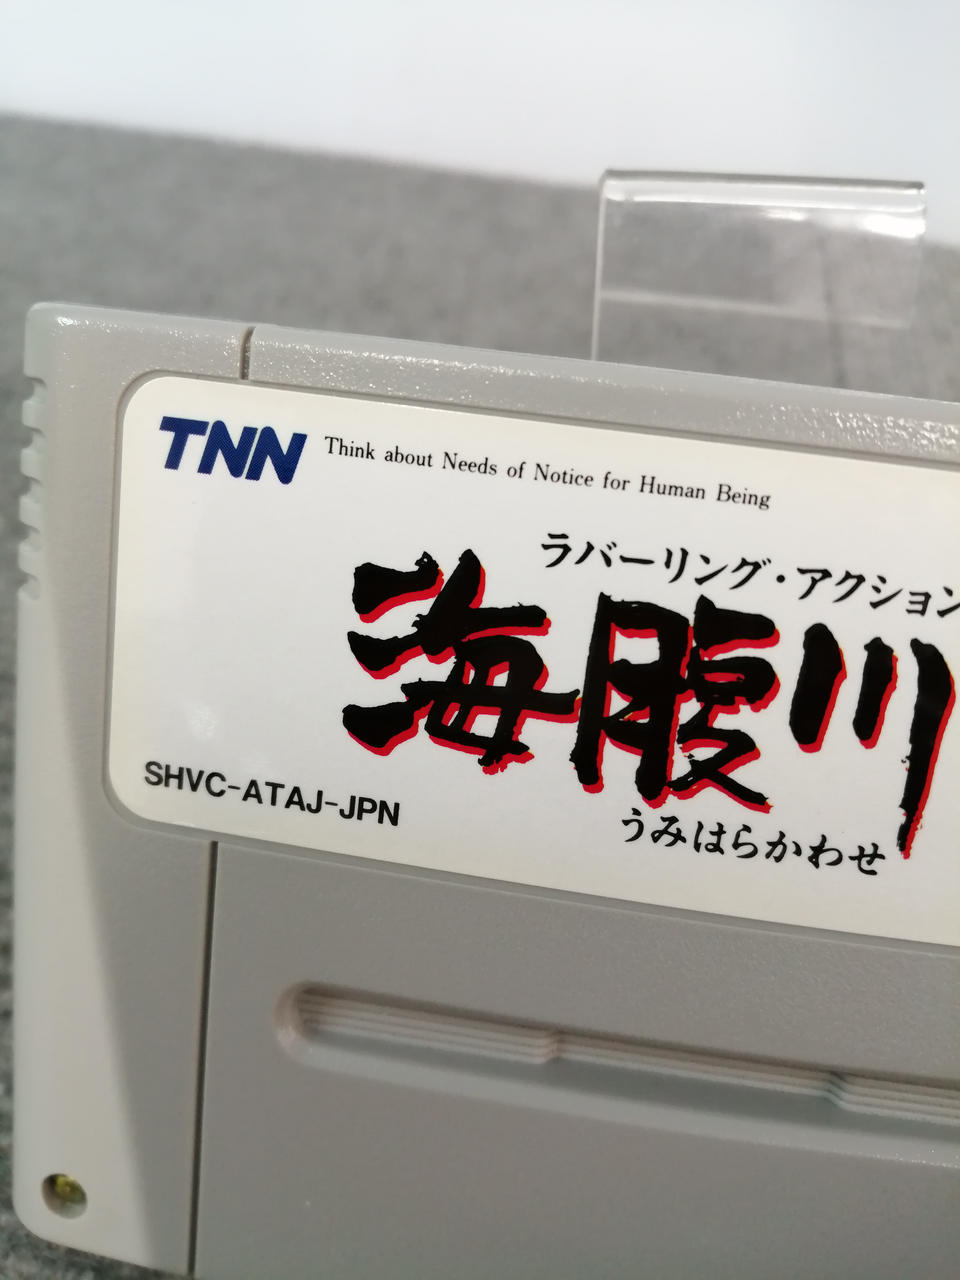 TNN Think about Needs of Notice for Human Being
ラバーリング・アクション
海腹川
うみはらかわせ
SHVC-ATAJ-JPN